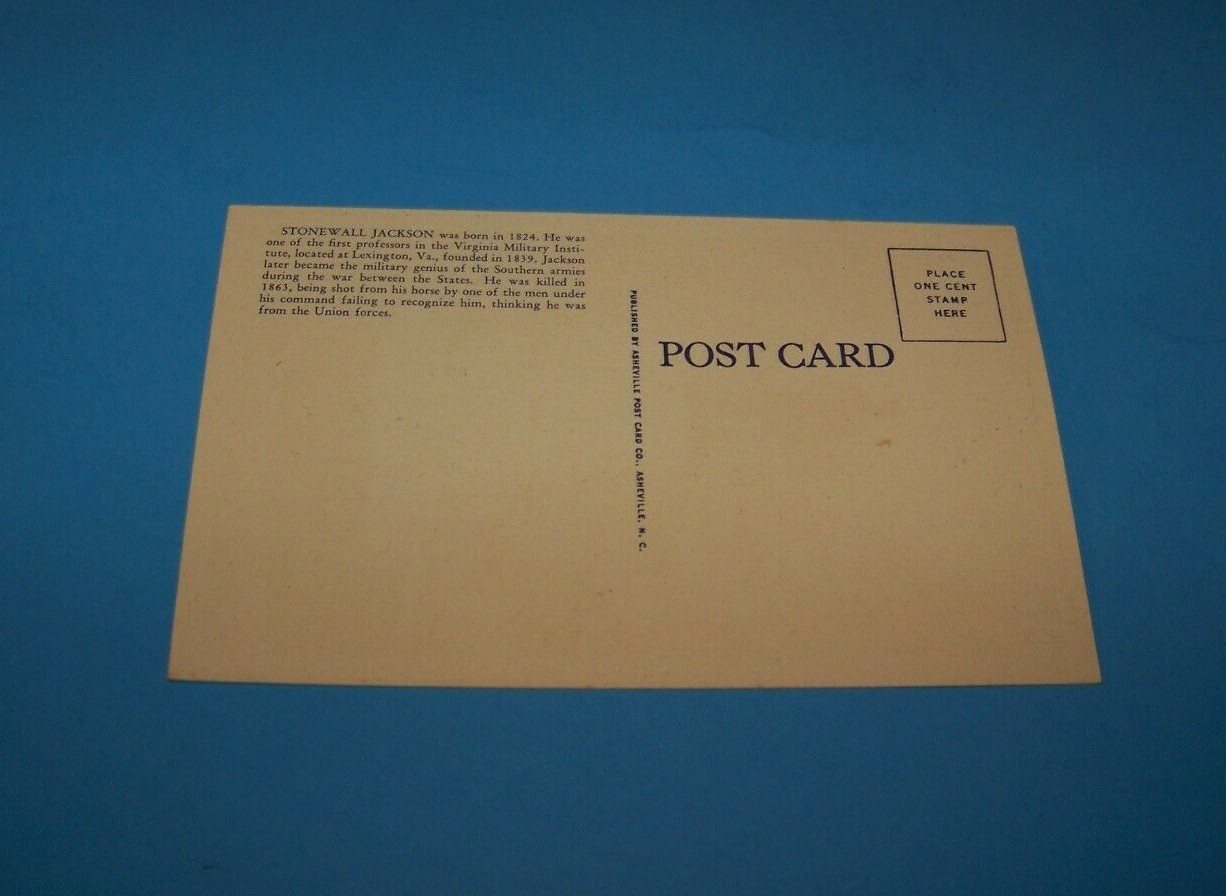 STONEWALL JACKSON was born in 1824. He was
one of the first professors in the Virginia Military Insti-
tute, located at Lexington, Va., founded in 1839. Jackson
later became the military genius of the Southern armies
during the war between the States. He was killed in
1863, being shot from his horse by one of the men under
his command failing to recognize him, thinking he was
from the Union forces.
PUBLISHED BY ASHEVILLE POST CARD CO., ASHEVILLE, N. C.
POST CARD
PLACE
ONE CENT
STAMP
HERE